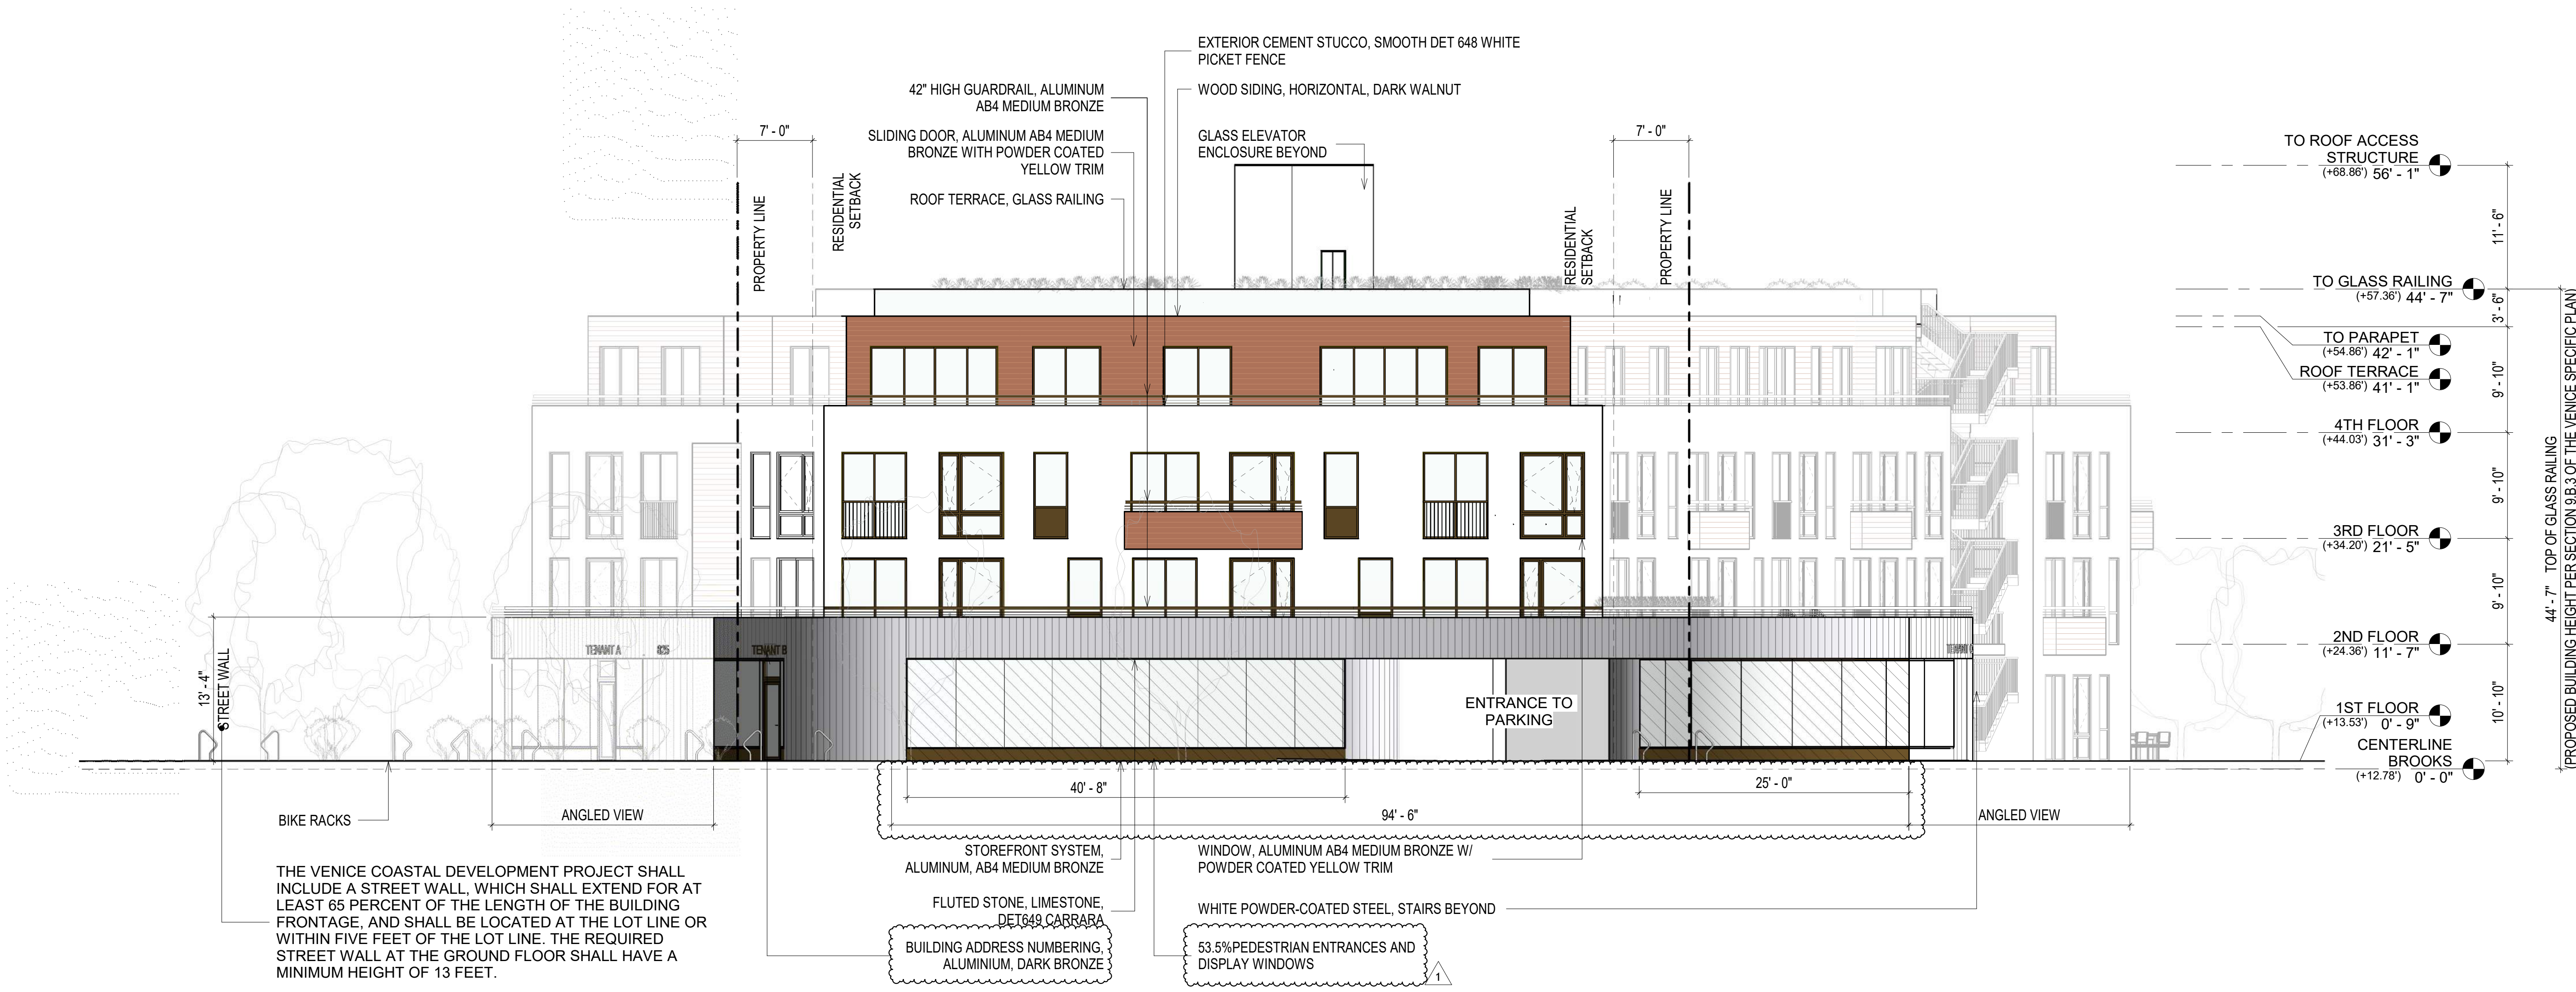 EXTERIOR CEMENT STUCCO, SMOOTH DET 648 WHITE
PICKET FENCE
42" HIGH GUARDRAIL, ALUMINUM
AB4 MEDIUM BRONZE
WOOD SIDING, HORIZONTAL, DARK WALNUT
7' - 0"
SLIDING DOOR, ALUMINUM AB4 MEDIUM
BRONZE WITH POWDER COATED
YELLOW TRIM
GLASS ELEVATOR
ENCLOSURE BEYOND
7' - 0"
ROOF TERRACE, GLASS RAILING
PROPERTY LINE
RESIDENTIAL
SETBACK
RESIDENTIAL
SETBACK
PROPERTY LINE
TO ROOF ACCESS
STRUCTURE
(+68.86') 56' - 1"
11' - 6"
TO GLASS RAILING
(+57.36') 44' - 7"
3' - 6"
TO PARAPET
(+54.86') 42' - 1"
ROOF TERRACE
(+53.86') 41' - 1"
9' - 10"
4TH FLOOR
(+44.03') 31' - 3"
9' - 10"
3RD FLOOR
(+34.20') 21' - 5"
9' - 10"
2ND FLOOR
(+24.36') 11' - 7"
10' - 10"
1ST FLOOR
(+13.53') 0' - 9"
CENTERLINE
BROOKS
(+12.78') 0' - 0"
44' - 7" TOP OF GLASS RAILING
(PROPOSED BUILDING HEIGHT PER SECTION 9.B.3 OF THE VENICE SPECIFIC PLAN)
13' - 4"
STREET WALL
TENANT A
825
TENANT B
TENANT C
ENTRANCE TO
PARKING
40' - 8"
25' - 0"
94' - 6"
ANGLED VIEW
ANGLED VIEW
BIKE RACKS
THE VENICE COASTAL DEVELOPMENT PROJECT SHALL
INCLUDE A STREET WALL, WHICH SHALL EXTEND FOR AT
LEAST 65 PERCENT OF THE LENGTH OF THE BUILDING
FRONTAGE, AND SHALL BE LOCATED AT THE LOT LINE OR
WITHIN FIVE FEET OF THE LOT LINE. THE REQUIRED
STREET WALL AT THE GROUND FLOOR SHALL HAVE A
MINIMUM HEIGHT OF 13 FEET.
STOREFRONT SYSTEM,
ALUMINUM, AB4 MEDIUM BRONZE
FLUTED STONE, LIMESTONE,
DET649 CARRARA
BUILDING ADDRESS NUMBERING,
ALUMINIUM, DARK BRONZE
WINDOW, ALUMINUM AB4 MEDIUM BRONZE W/
POWDER COATED YELLOW TRIM
WHITE POWDER-COATED STEEL, STAIRS BEYOND
53.5%PEDESTRIAN ENTRANCES AND
DISPLAY WINDOWS
1